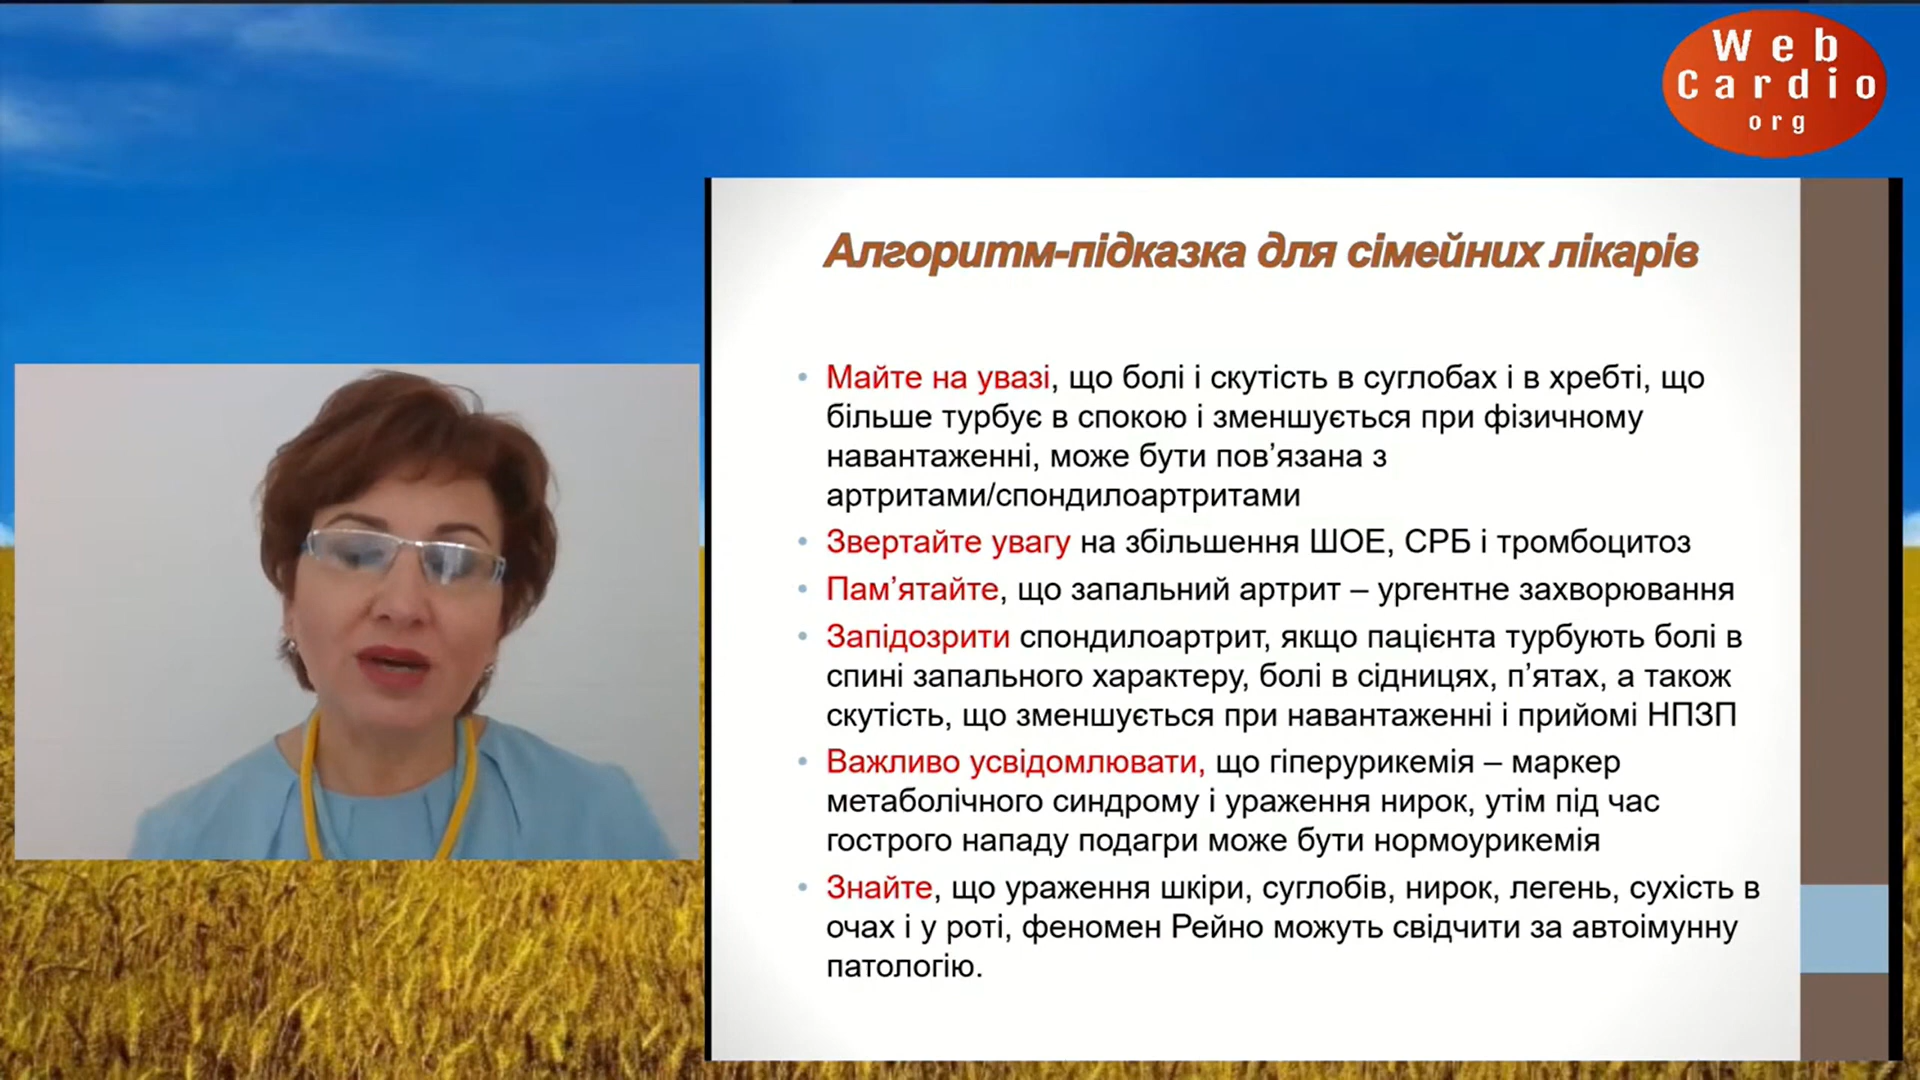 Web
Cardio
org
Алгоритм-підказка для сімейних лікарів
• Майте на увазі, що болі і скутість в суглобах і в хребті, що
більше турбує в спокою і зменшується при фізичному
навантаженні, може бути пов’язана з
артритами/спондилоартритами
• Звертайте увагу на збільшення ШОЕ, СРБ і тромбоцитоз
• Пам’ятайте, що запальний артрит – ургентне захворювання
• Запідозрити спондилоартрит, якщо пацієнта турбують болі в
спині запального характеру, болі в сідницях, п’ятах, а також
скутість, що зменшується при навантаженні і прийомі НПЗП
• Важливо усвідомлювати, що гіперурикемія – маркер
метаболічного синдрому і ураження нирок, утім під час
гострого нападу подагри може бути нормоурикемія
• Знайте, що ураження шкіри, суглобів, нирок, легень, сухість в
очах і у роті, феномен Рейно можуть свідчити за автоімунну
патологію.